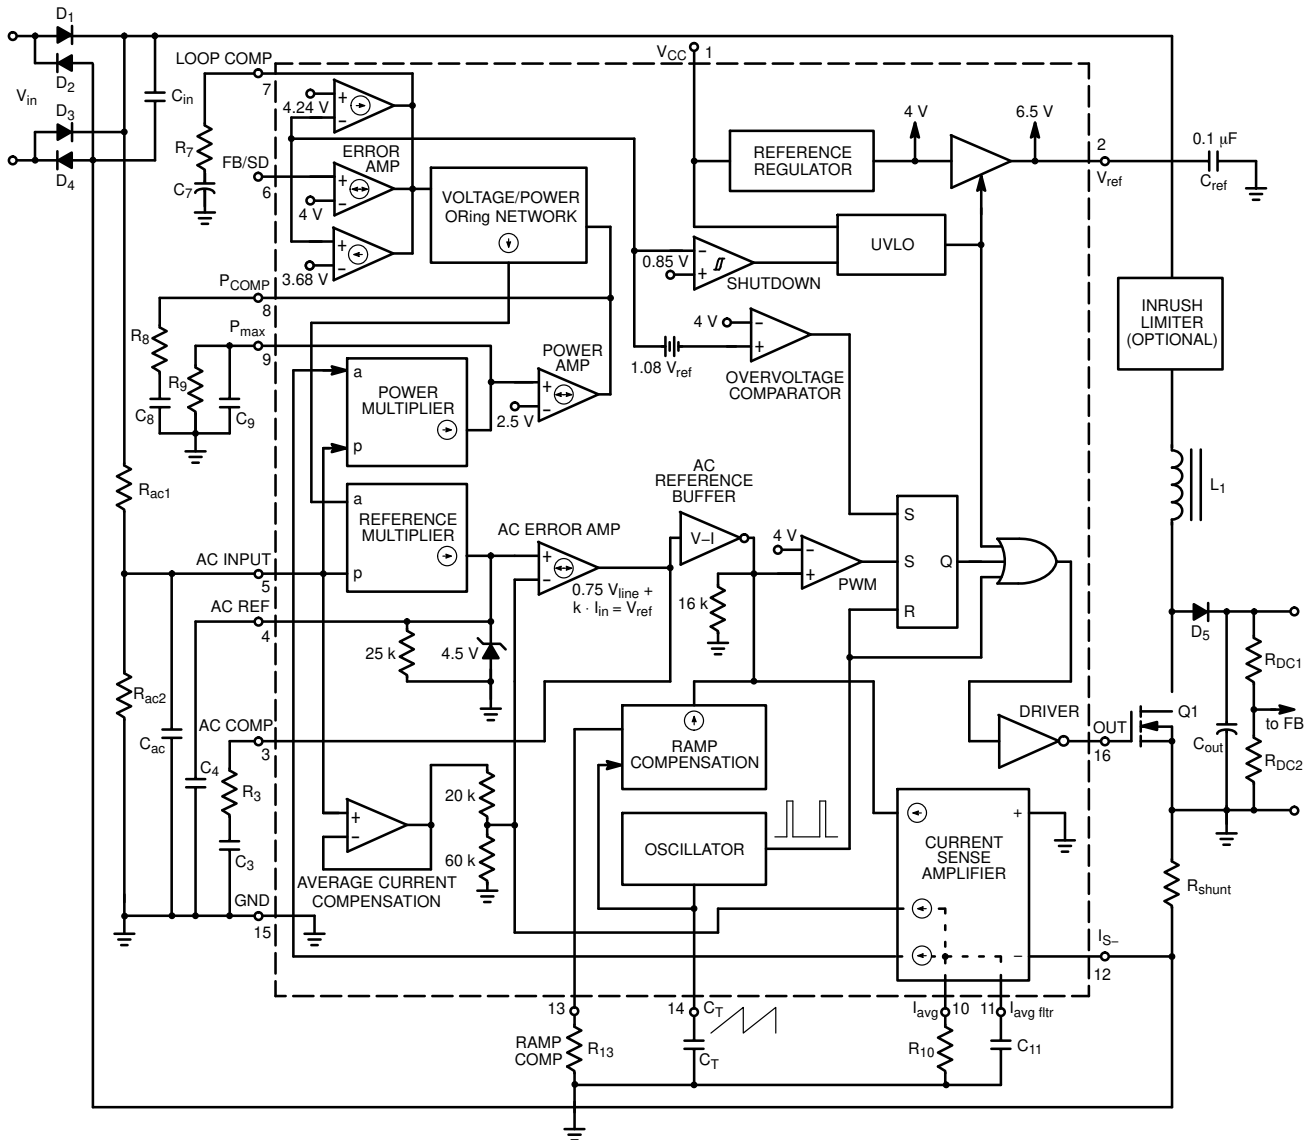 D1
D2
Vin
D3
D4
Cin
LOOP COMP
7
R7
C7
FB/SD
6
4.24 V
ERROR
AMP
4 V
3.68 V
+
−
+
−
+
−
VOLTAGE/POWER
ORing NETWORK
VCC
1
REFERENCE
REGULATOR
4 V
6.5 V
2
Vref
0.1 μF
Cref
UVLO
0.85 V
−
+
SHUTDOWN
4 V
−
+
1.08 Vref
OVERVOLTAGE
COMPARATOR
INRUSH
LIMITER
(OPTIONAL)
PCOMP
8
Pmax
9
R8
R9
C8
C9
a
POWER
MULTIPLIER
p
POWER
AMP
+
−
2.5 V
Rac1
a
REFERENCE
MULTIPLIER
p
AC ERROR AMP
+
−
0.75 Vline +
k · Iin = Vref
AC
REFERENCE
BUFFER
V–I
16 k
4 V
−
+
PWM
S
S
Q
R
L1
AC INPUT
5
AC REF
4
25 k
4.5 V
D5
RDC1
to FB
RDC2
Cout
Q1
Rac2
Cac
C4
AC COMP
3
R3
C3
RAMP
COMPENSATION
DRIVER
OUT
16
+
−
20 k
60 k
AVERAGE CURRENT
COMPENSATION
OSCILLATOR
+
CURRENT
SENSE
AMPLIFIER
−
Rshunt
GND
15
IS−
12
13
RAMP
COMP
R13
14
CT
CT
Iavg
10
R10
11
Iavg fltr
C11